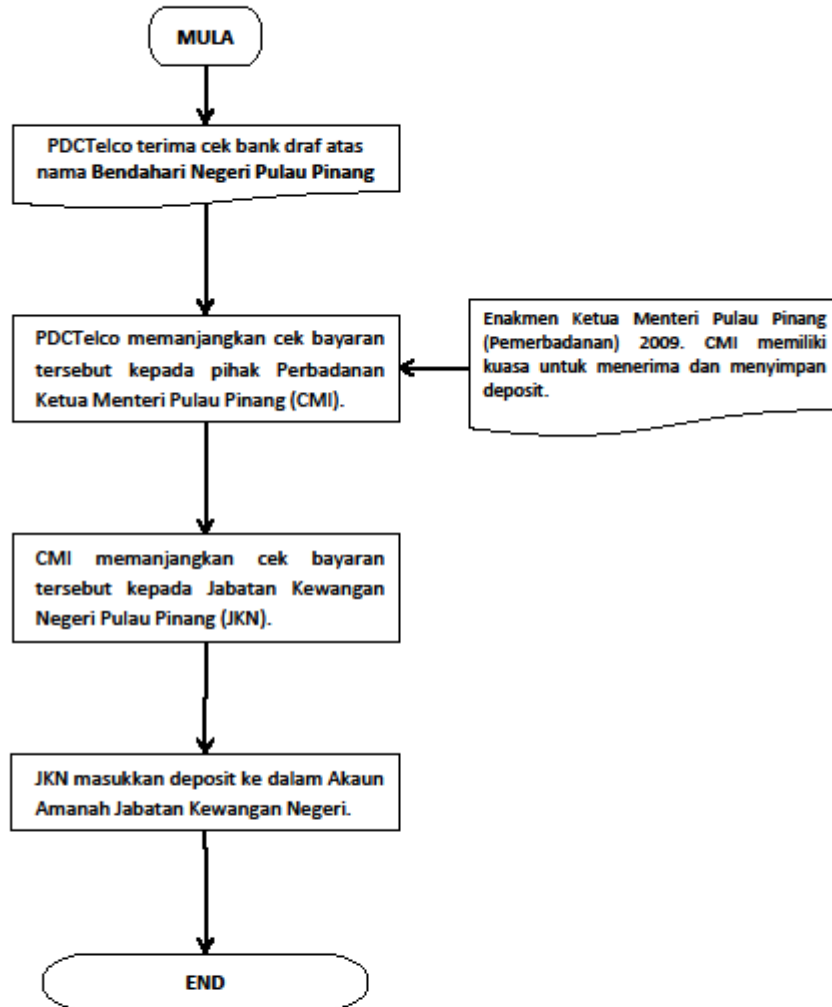 MULA
PDCTelco terima cek bank draf atas
nama Bendahari Negeri Pulau Pinang
PDCTelco memanjangkan cek bayaran
tersebut kepada pihak Perbadanan
Ketua Menteri Pulau Pinang (CMI).
Enakmen Ketua Menteri Pulau Pinang
(Pemerbadanan) 2009. CMI memiliki
kuasa untuk menerima dan menyimpan
deposit.
CMI memanjangkan cek bayaran
tersebut kepada Jabatan Kewangan
Negeri Pulau Pinang (JKN).
JKN masukkan deposit ke dalam Akaun
Amanah Jabatan Kewangan Negeri.
END